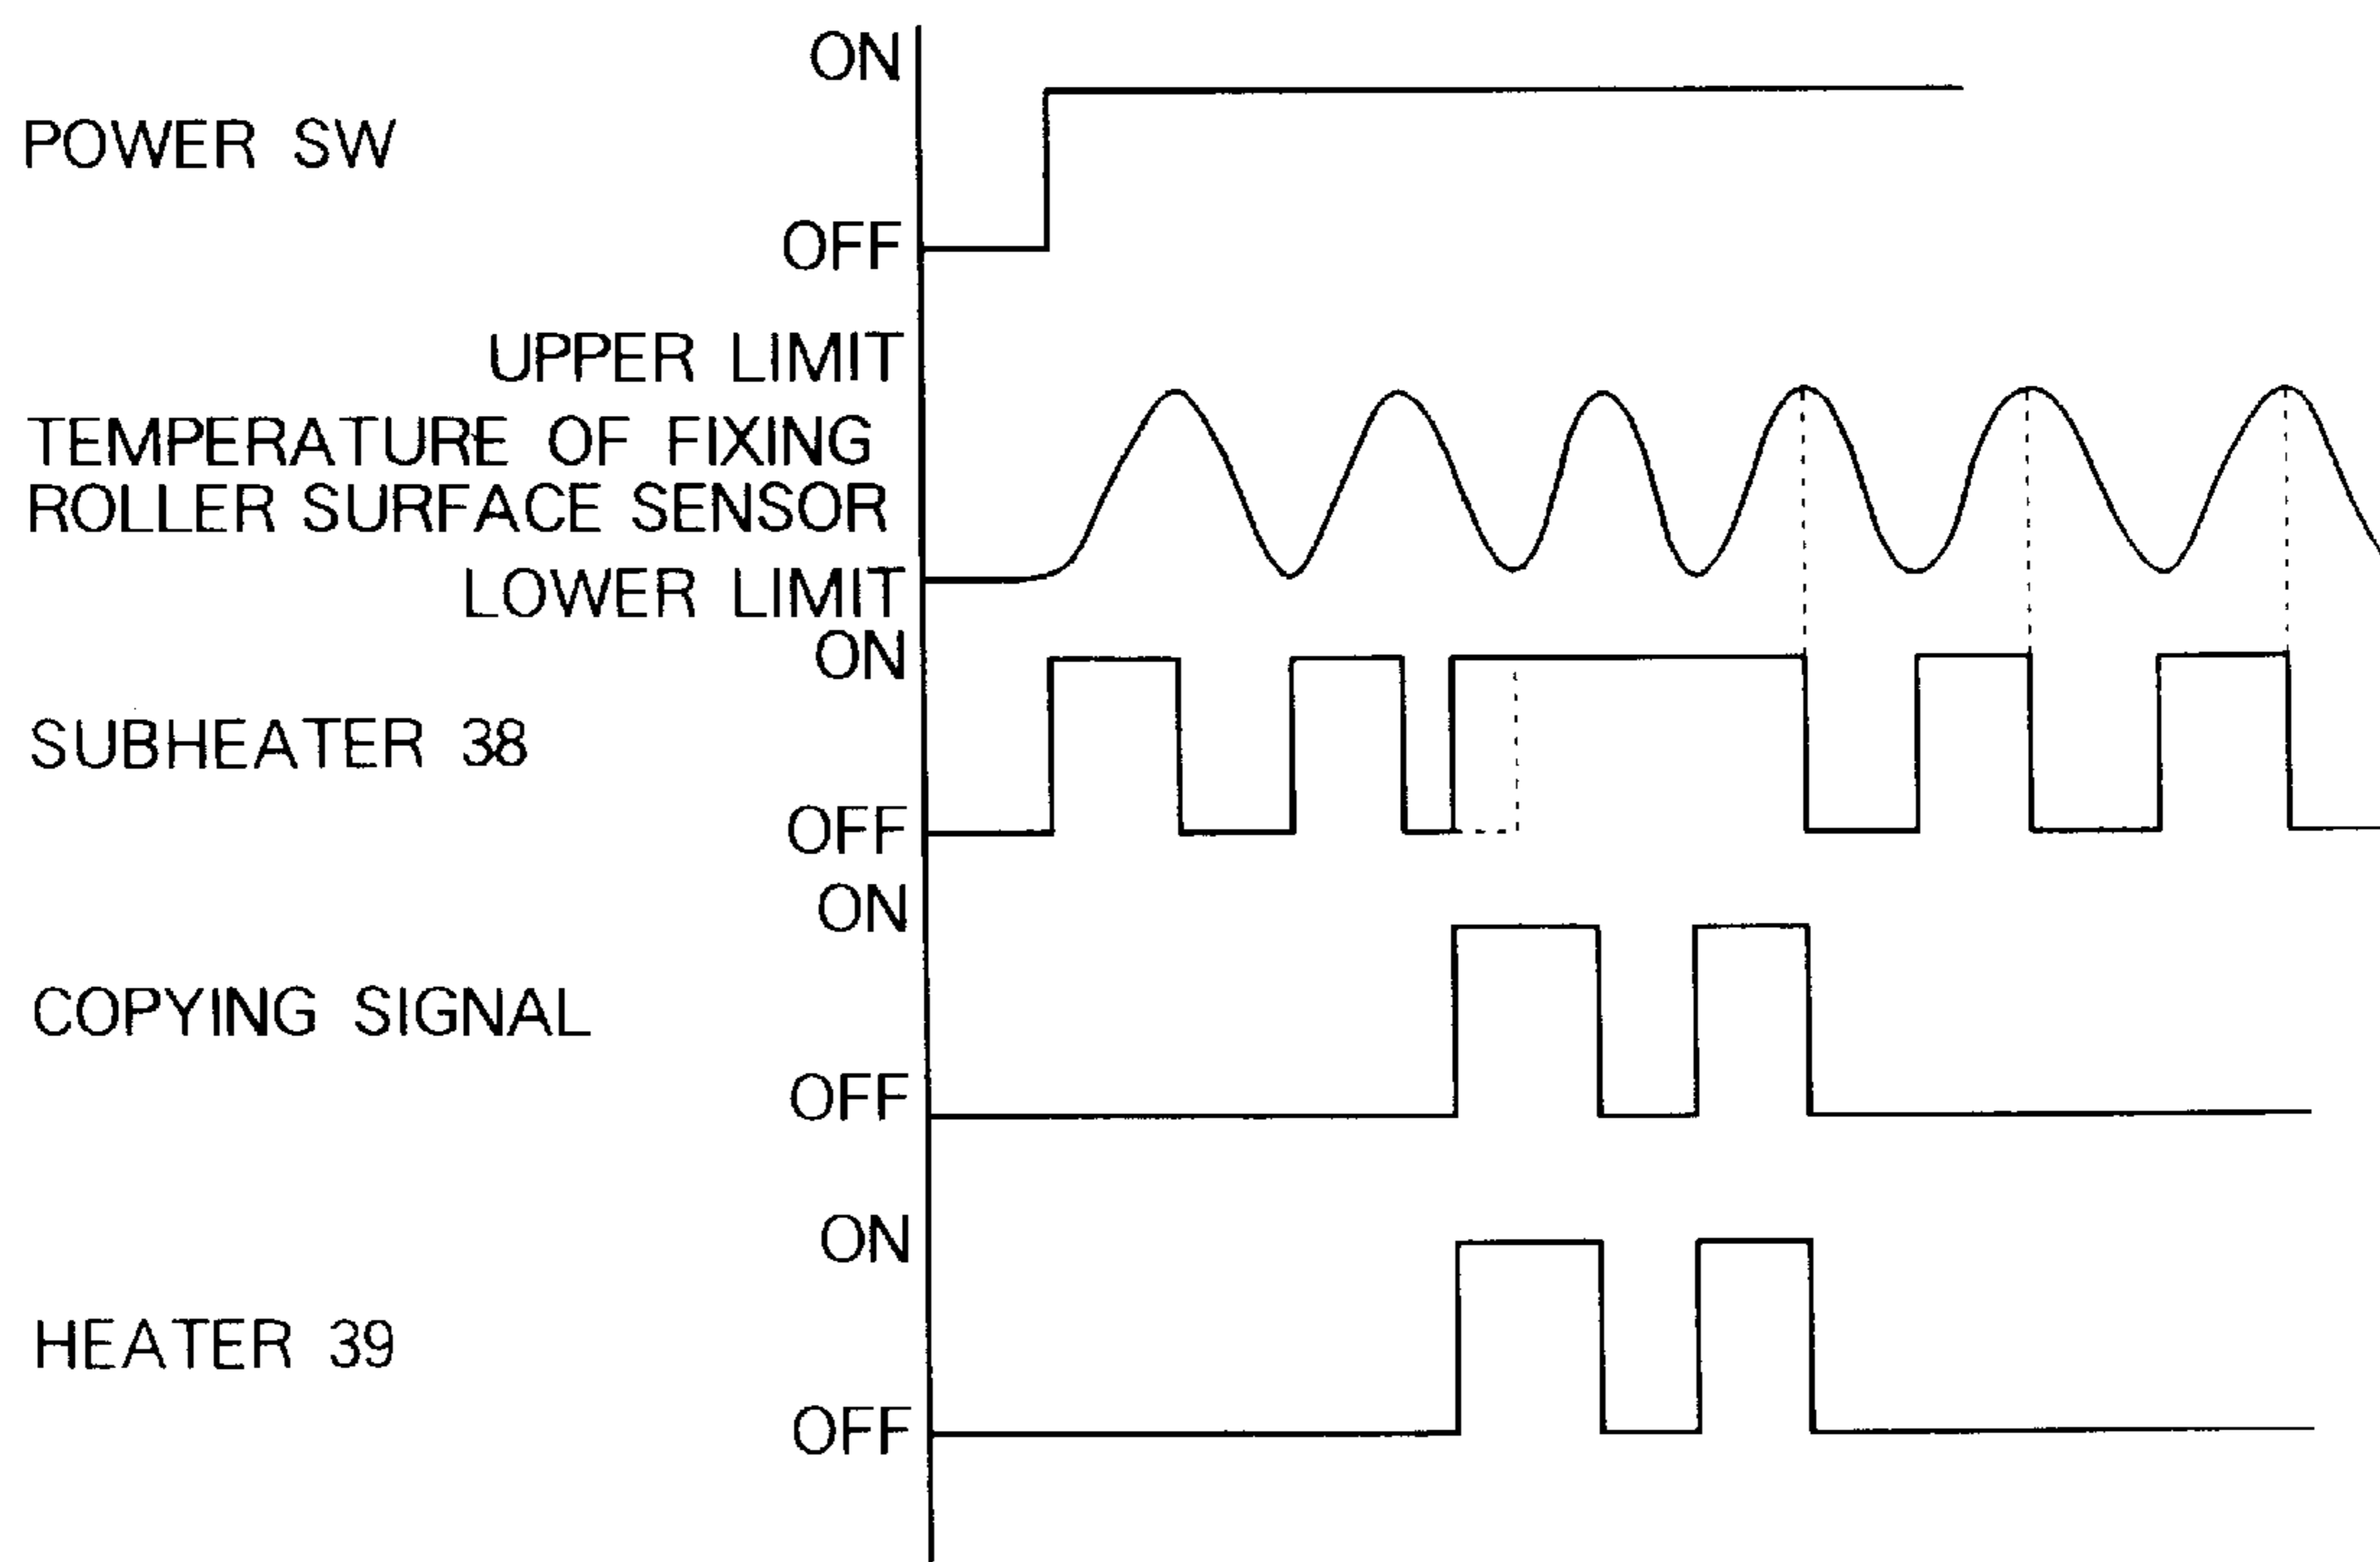 ON
POWER SW
OFF
UPPER LIMIT
TEMPERATURE OF FIXING
ROLLER SURFACE SENSOR
LOWER LIMIT
ON
SUBHEATER 38
OFF
ON
COPYING SIGNAL
OFF
ON
HEATER 39
OFF